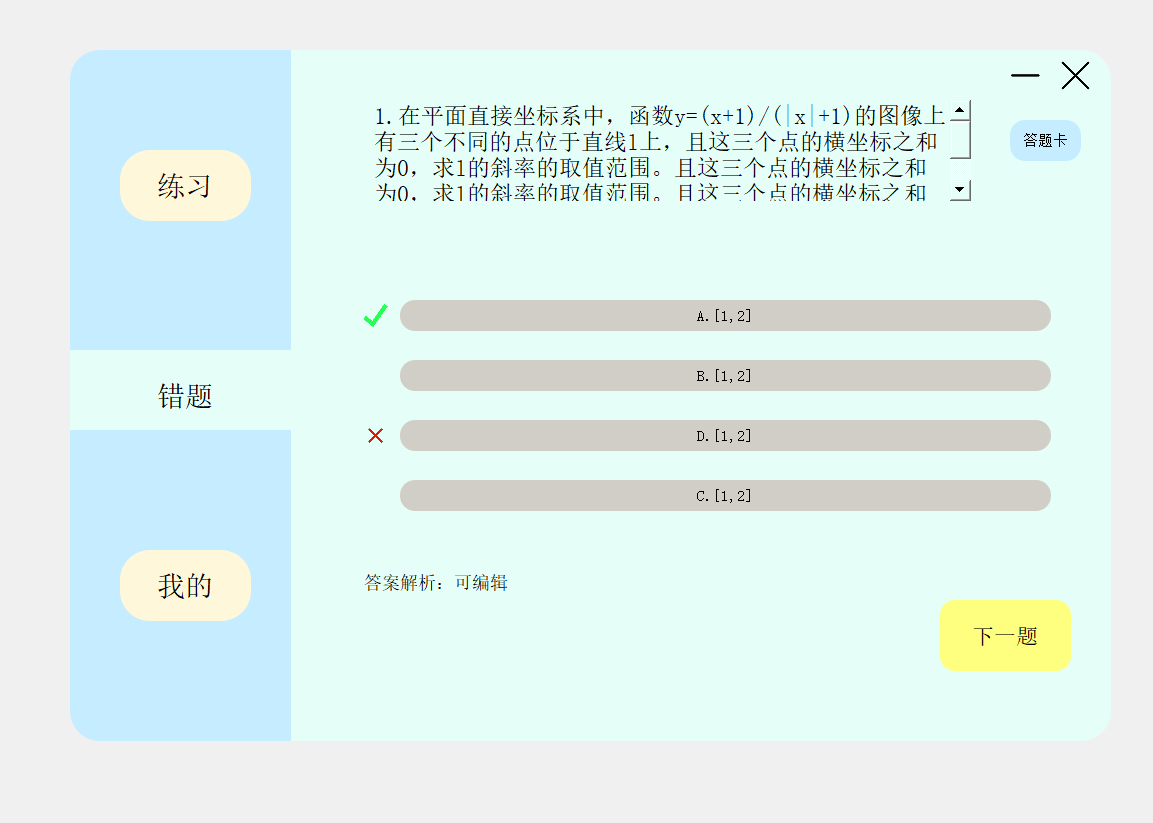 练习
错题
我的
1.在平面直接坐标系中，函数y=(x+1)/(|x|+1)的图像上
有三个不同的点位于直线l上，且这三个点的横坐标之和
为0，求l的斜率的取值范围。且这三个点的横坐标之和
为0，求l的斜率的取值范围。且这三个点的横坐标之和
答题卡
A.[1,2]
B.[1,2]
D.[1,2]
C.[1,2]
答案解析：可编辑
下一题